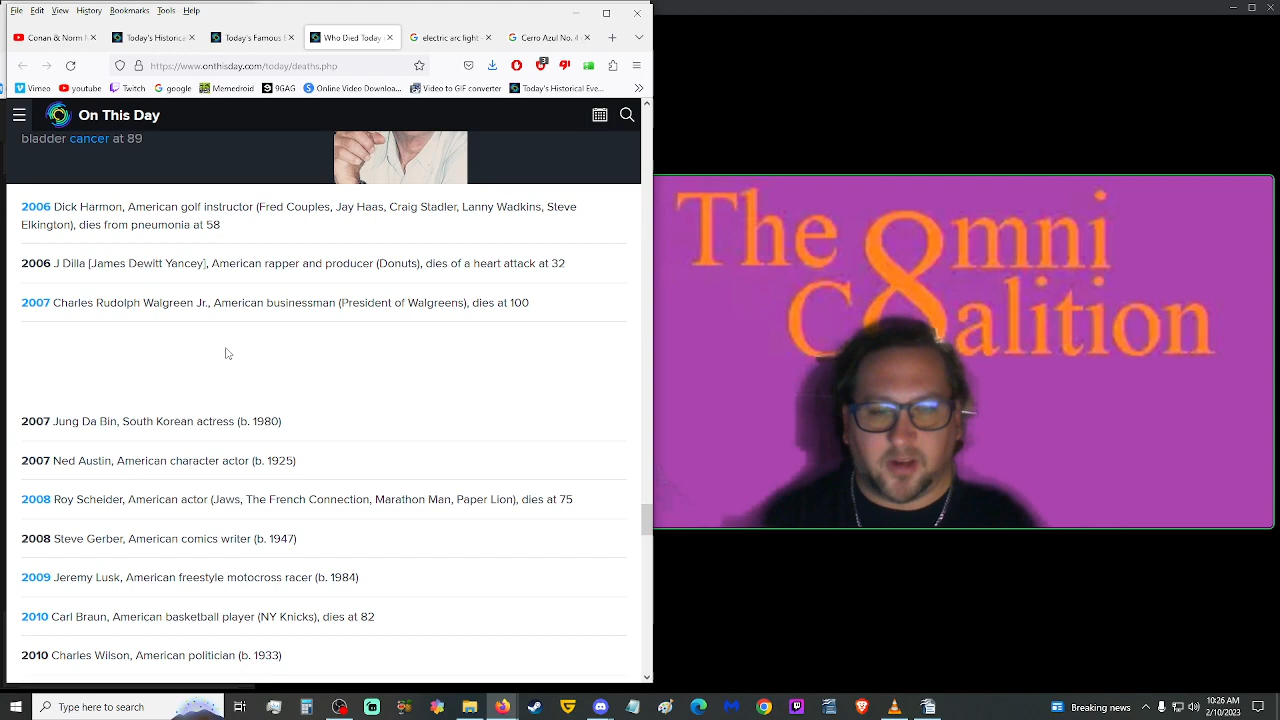 File Edit View History Bookmarks Tools Help
Conan & Norm
Today's Historica
Today's Famous B
Who Died Today
electric arc light -
Cerro Azul No. 4
https://www.onthisday.com/today/deaths.php
Vimeo youtube Twitch google Memedroid 9GAG Online Video Downloa... Video to GIF converter Today's Historical Eve...
On This Day
bladder cancer at 89
2006 Dick Harmon, American golf instructor (Fred Couples, Jay Haas, Craig Stadler, Lanny Wadkins, Steve
Elkington), dies from pneumonia at 58
2006 J Dilla [James Dewitt Yancey], American rapper and producer (Donuts), dies of a heart attack at 32
2007 Charles Rudolph Walgreen Jr., American businessman (President of Walgreens), dies at 100
2007 Jung Da Bin, South Korean actress (b. 1980)
2007 Ned Austin, American character actor (b. 1925)
2008 Roy Scheider, American actor (Jaws, The French Connection, Marathon Man, Paper Lion), dies at 75
2008 Steve Gerber, American comics writer (b. 1947)
2009 Jeremy Lusk, American freestyle motocross racer (b. 1984)
2010 Carl Braun, American basketball player (NY Knicks), dies at 82
2010 Charles Wilson, American politician (b. 1933)
The Omni
Coalition
Type here to search
Breaking news
10:26 AM
2/10/2023